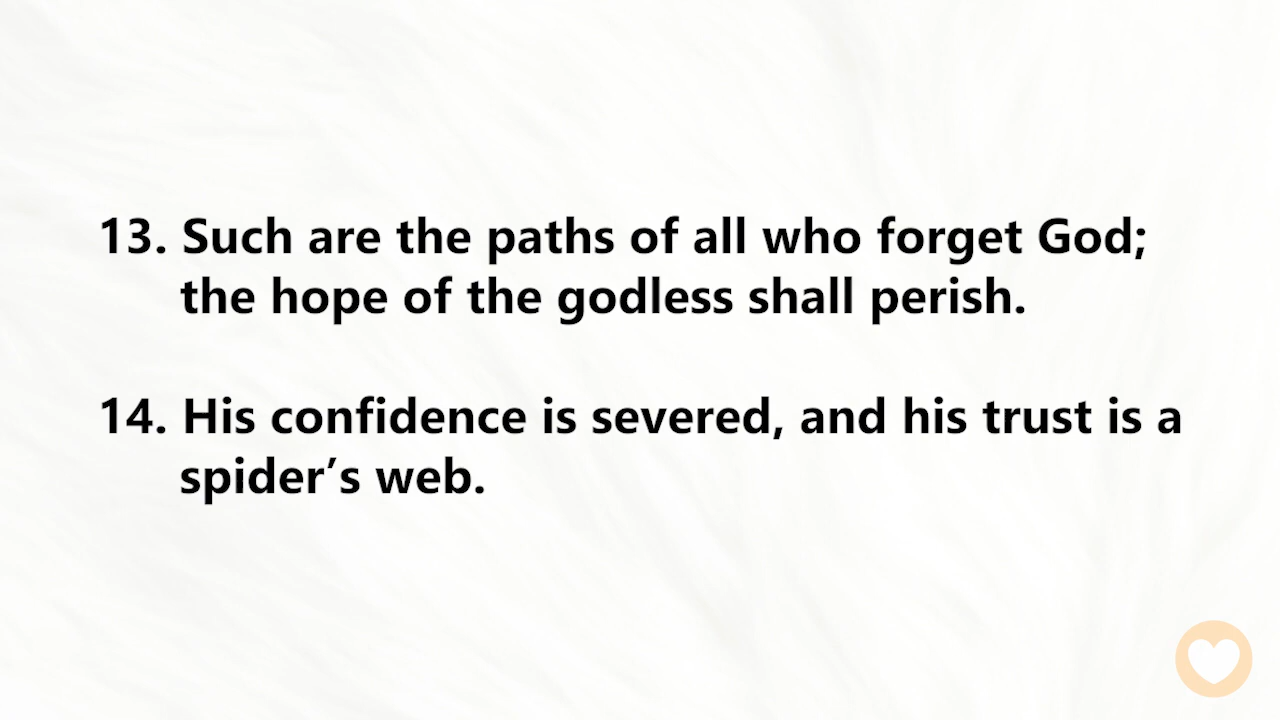 13. Such are the paths of all who forget God;
the hope of the godless shall perish.
14. His confidence is severed, and his trust is a
spider’s web.